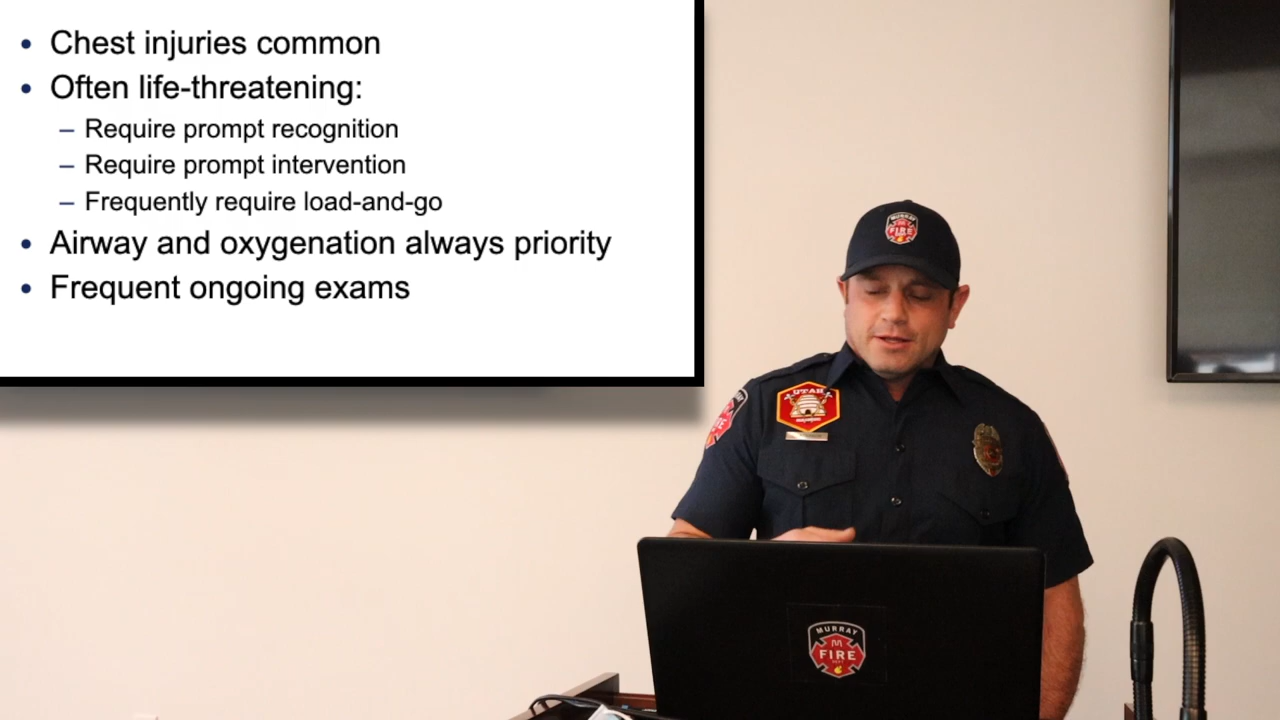 • Chest injuries common
• Often life-threatening:
– Require prompt recognition
– Require prompt intervention
– Frequently require load-and-go
• Airway and oxygenation always priority
• Frequent ongoing exams
MURRAY
FIRE
UTAH
MURRAY
FIRE